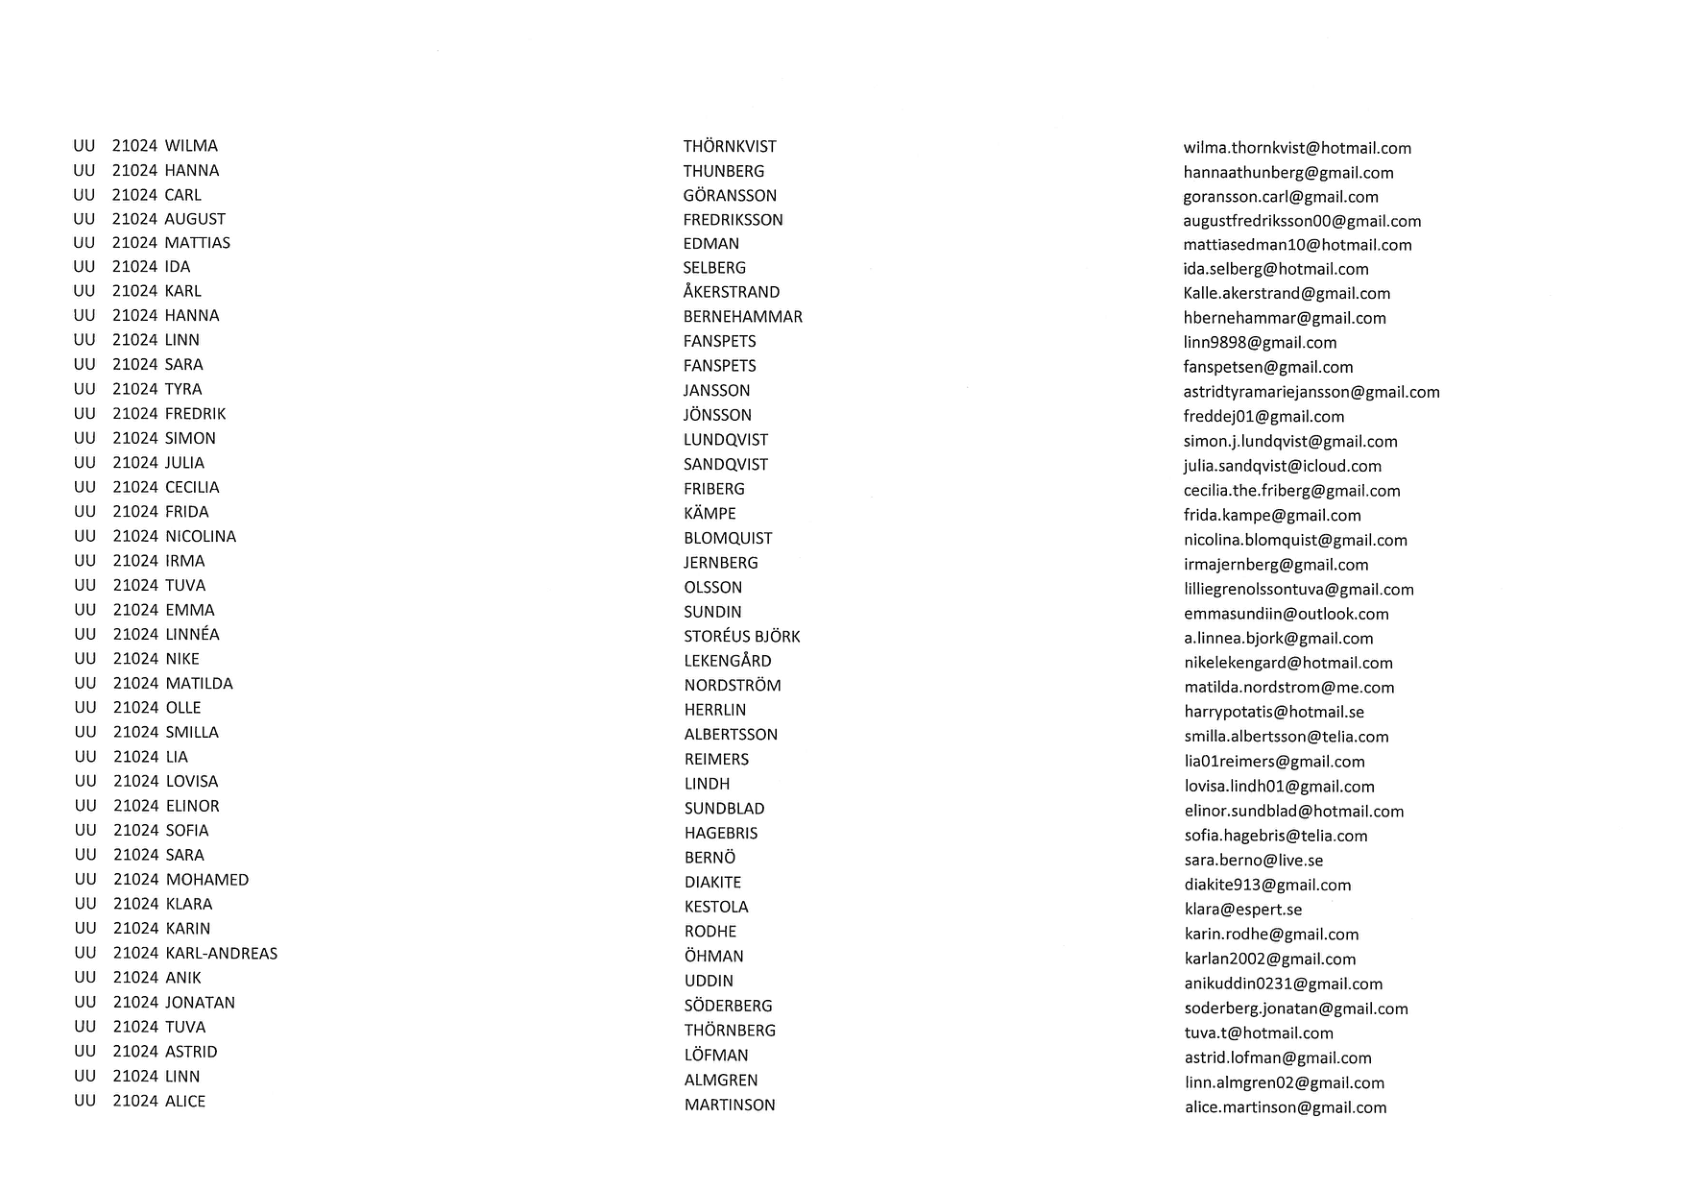 UU 21024 WILMA THÖRNKVIST wilma.thornkvist@hotmail.com
UU 21024 HANNA THUNBERG hannaathunberg@gmail.com
UU 21024 CARL GÖRANSSON goransson.carl@gmail.com
UU 21024 AUGUST FREDRIKSSON augustfredriksson00@gmail.com
UU 21024 MATTIAS EDMAN mattiasedman10@hotmail.com
UU 21024 IDA SELBERG ida.selberg@hotmail.com
UU 21024 KARL ÅKERSTRAND Kalle.akerstrand@gmail.com
UU 21024 HANNA BERNEHAMMAR hbernehammar@gmail.com
UU 21024 LINN FANSPETS linn9898@gmail.com
UU 21024 SARA FANSPETS fanspetsen@gmail.com
UU 21024 TYRA JANSSON astridtyramariejansson@gmail.com
UU 21024 FREDRIK JÖNSSON freddej01@gmail.com
UU 21024 SIMON LUNDQVIST simon.j.lundqvist@gmail.com
UU 21024 JULIA SANDQVIST julia.sandqvist@icloud.com
UU 21024 CECILIA FRIBERG cecilia.the.friberg@gmail.com
UU 21024 FRIDA KÄMPE frida.kampe@gmail.com
UU 21024 NICOLINA BLOMQUIST nicolina.blomquist@gmail.com
UU 21024 IRMA JERNBERG irmajernberg@gmail.com
UU 21024 TUVA OLSSON lilliegrenolssontuva@gmail.com
UU 21024 EMMA SUNDIN emmasundiin@outlook.com
UU 21024 LINNÉA STORÉUS BJÖRK a.linnea.bjork@gmail.com
UU 21024 NIKE LEKENGÅRD nikelekengard@hotmail.com
UU 21024 MATILDA NORDSTRÖM matilda.nordstrom@me.com
UU 21024 OLLE HERRLIN harrypotatis@hotmail.se
UU 21024 SMILLA ALBERTSSON smilla.albertsson@telia.com
UU 21024 LIA REIMERS lia01reimers@gmail.com
UU 21024 LOVISA LINDH lovisa.lindh01@gmail.com
UU 21024 ELINOR SUNDBLAD elinor.sundblad@hotmail.com
UU 21024 SOFIA HAGEBRIS sofia.hagebris@telia.com
UU 21024 SARA BERNÖ sara.berno@live.se
UU 21024 MOHAMED DIAKITE diakite913@gmail.com
UU 21024 KLARA KESTOLA klara@espert.se
UU 21024 KARIN RODHE karin.rodhe@gmail.com
UU 21024 KARL-ANDREAS ÖHMAN karlan2002@gmail.com
UU 21024 ANIK UDDIN anikuddin0231@gmail.com
UU 21024 JONATAN SÖDERBERG soderberg.jonatan@gmail.com
UU 21024 TUVA THÖRNBERG tuva.t@hotmail.com
UU 21024 ASTRID LÖFMAN astrid.lofman@gmail.com
UU 21024 LINN ALMGREN linn.almgren02@gmail.com
UU 21024 ALICE MARTINSON alice.martinson@gmail.com